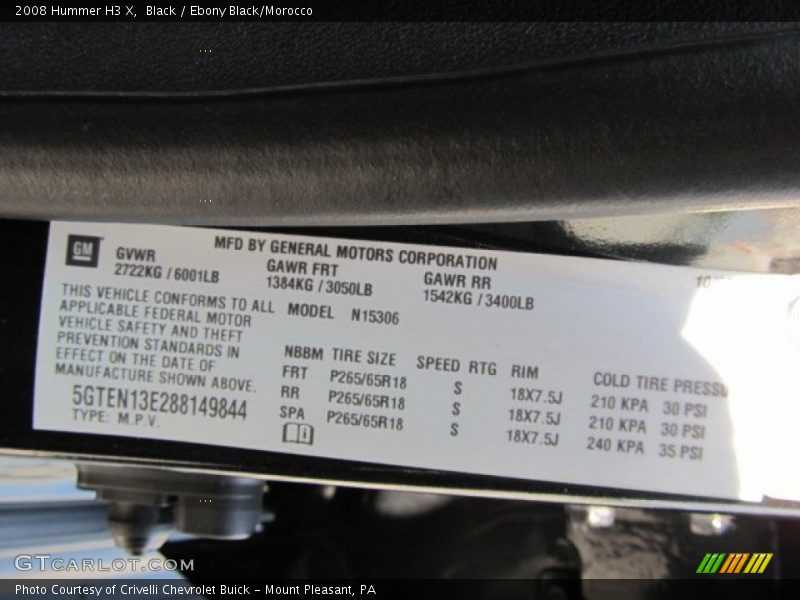 2008 Hummer H3 X,  Black / Ebony Black/Morocco
GM
MFD BY GENERAL MOTORS CORPORATION
GVWR GAWR FRT GAWR RR
2722KG / 6001LB 1384KG / 3050LB 1542KG / 3400LB
THIS VEHICLE CONFORMS TO ALL
APPLICABLE FEDERAL MOTOR
VEHICLE SAFETY AND THEFT
PREVENTION STANDARDS IN
EFFECT ON THE DATE OF
MANUFACTURE SHOWN ABOVE.
5GTEN13E288149844
TYPE: M.P.V.
MODEL N15306
NBBM TIRE SIZE SPEED RTG RIM COLD TIRE
FRT P265/65R18 S 18X7.5J 210 KPA 30 PSI
RR P265/65R18 S 18X7.5J 210 KPA 30 PSI
SPA P265/65R18 S 18X7.5J 240 KPA 35 PSI
GTCARLOT.COM
Photo Courtesy of Crivelli Chevrolet Buick - Mount Pleasant, PA